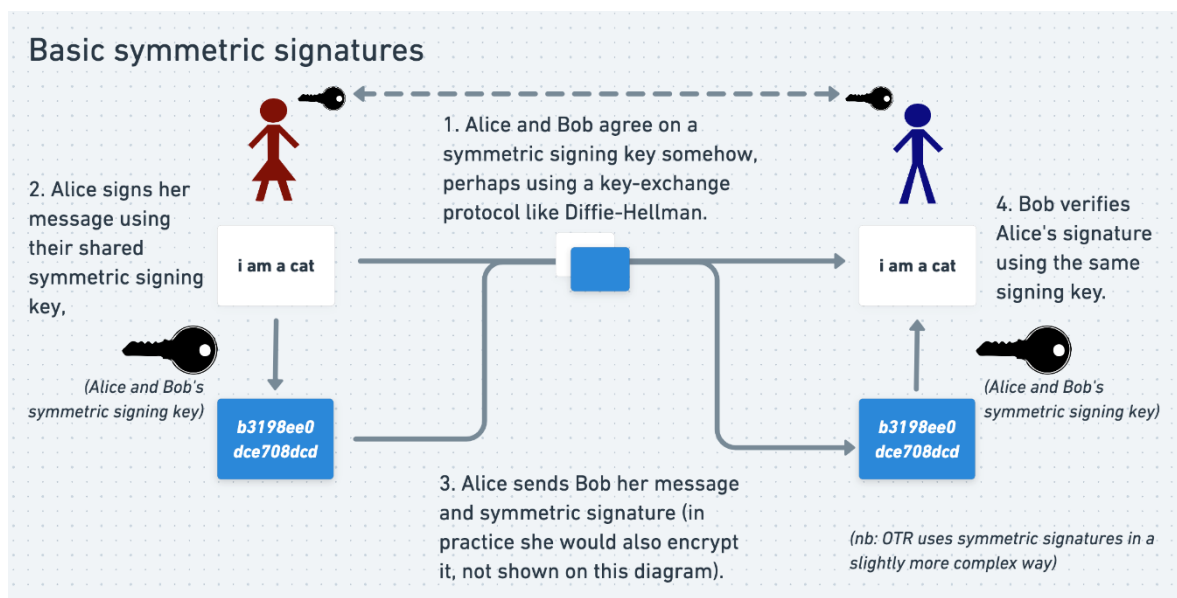 Basic symmetric signatures
1. Alice and Bob agree on a
symmetric signing key somehow,
perhaps using a key-exchange
protocol like Diffie-Hellman.
2. Alice signs her
message using
their shared
symmetric signing
key,
i am a cat
(Alice and Bob's
symmetric signing key)
b3198ee0
dce708dcd
3. Alice sends Bob her message
and symmetric signature (in
practice she would also encrypt
it, not shown on this diagram).
4. Bob verifies
Alice's signature
using the same
signing key.
i am a cat
(Alice and Bob's
symmetric signing key)
b3198ee0
dce708dcd
(nb: OTR uses symmetric signatures in a
slightly more complex way)